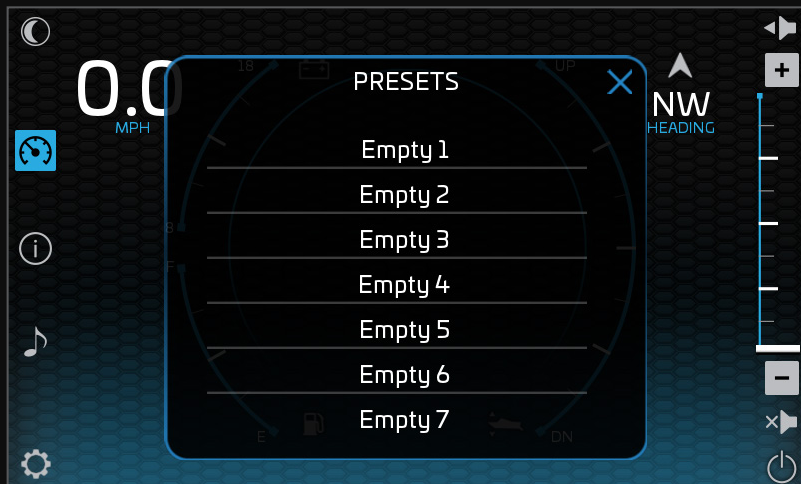 PRESETS
Empty 1
Empty 2
Empty 3
Empty 4
Empty 5
Empty 6
Empty 7
0.0
MPH
NW
HEADING
18
UP
8
F
E
DN